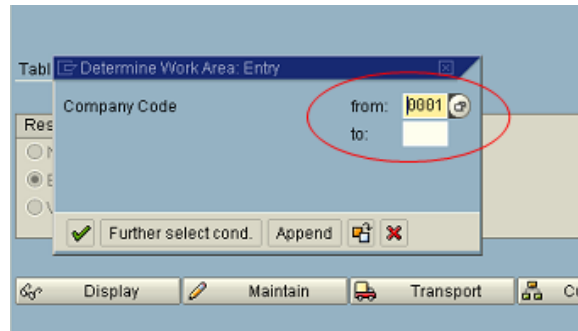 Tabl
Determine Work Area: Entry
Company Code from: 0001
to:
Res
Further select cond. Append
Display Maintain Transport